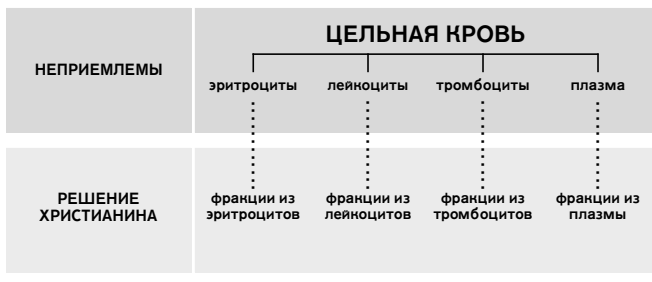 ЦЕЛЬНАЯ КРОВЬ
НЕПРИЕМЛЕМЫ
эритроциты лейкоциты тромбоциты плазма
РЕШЕНИЕ
ХРИСТИАНИНА
фракции из фракции из фракции из фракции из
эритроцитов лейкоцитов тромбоцитов плазмы